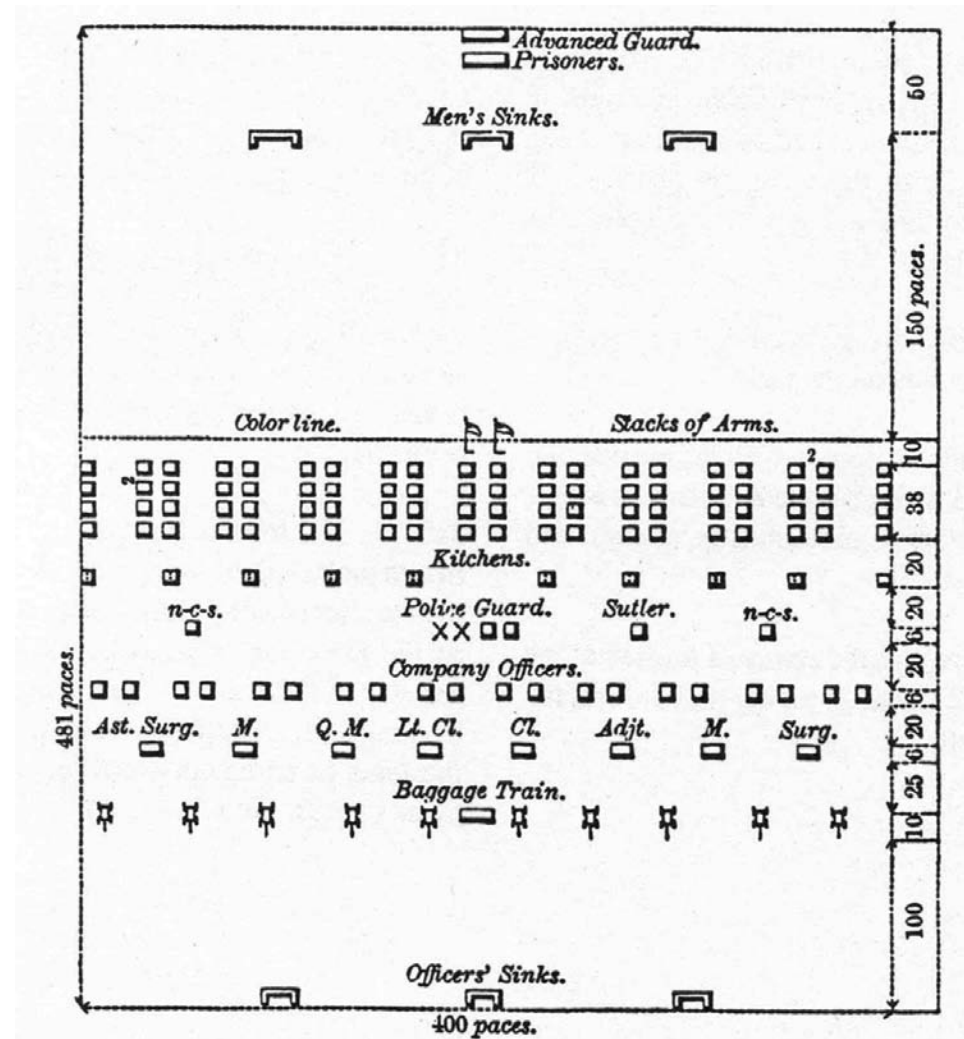 Advanced Guard.
Prisoners.
50
Men's Sinks.
150 paces.
Color line.
Stacks of Arms.
10
2
2
38
Kitchens.
20
n-c-s.
Police Guard.
Sutler.
n-c-s.
20
6
Company Officers.
20
6
481 paces.
Ast. Surg.
M.
Q. M.
Lt. Cl.
Cl.
Adjt.
M.
Surg.
20
6
Baggage Train.
25
10
100
Officers' Sinks.
400 paces.